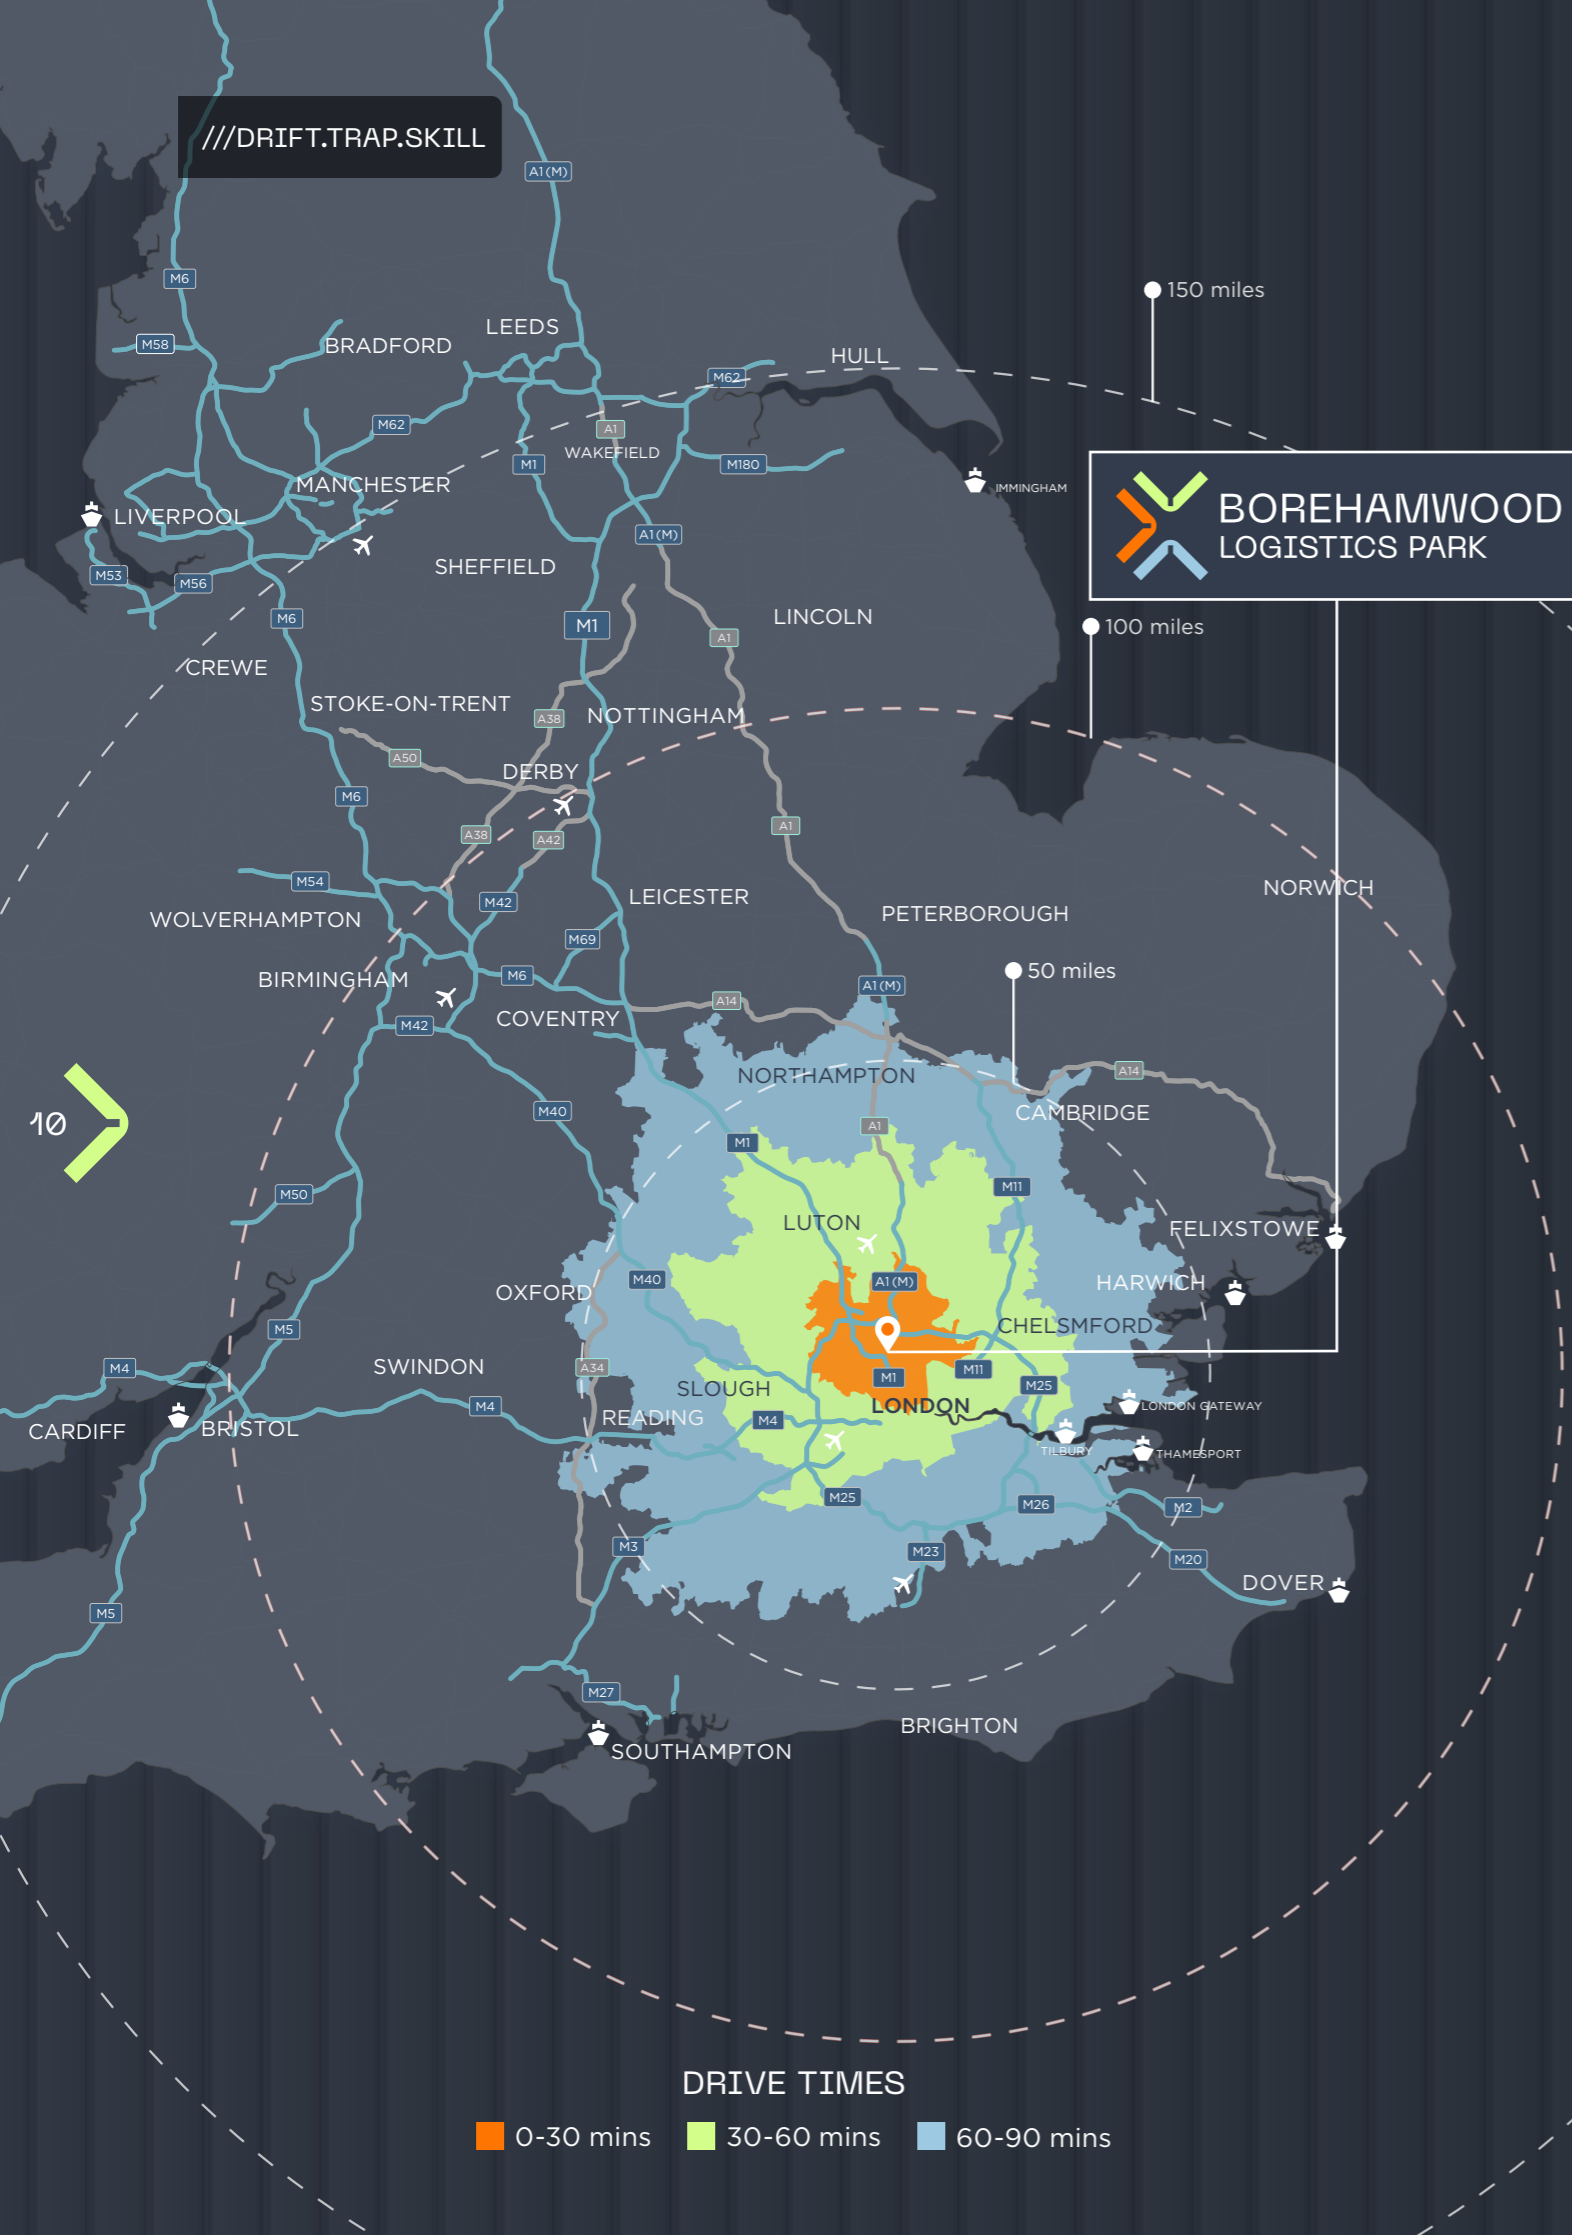 ///DRIFT.TRAP.SKILL
A1(M)
M6
150 miles
LEEDS
M58
BRADFORD
HULL
M62
M62
A1
WAKEFIELD
M1
M180
MANCHESTER
IMMINGHAM
BOREHAMWOOD
LOGISTICS PARK
LIVERPOOL
A1(M)
SHEFFIELD
M53
M56
M6
M1
LINCOLN
100 miles
A1
CREWE
STOKE-ON-TRENT
A38
NOTTINGHAM
A50
DERBY
M6
A1
A38
A42
M54
NORWICH
M42
LEICESTER
WOLVERHAMPTON
PETERBOROUGH
M69
BIRMINGHAM
M6
50 miles
A1(M)
A14
COVENTRY
M42
NORTHAMPTON
A14
10
M40
CAMBRIDGE
A1
M1
M50
M11
LUTON
FELIXSTOWE
M40
A1(M)
HARWICH
OXFORD
M5
CHELSMFORD
M4
SWINDON
A34
M11
M1
M25
SLOUGH
M4
LONDON
LONDON GATEWAY
CARDIFF
BRISTOL
READING
M4
TILBURY
THAMESPORT
M25
M26
M2
M3
M23
M20
DOVER
M5
M27
BRIGHTON
SOUTHAMPTON
DRIVE TIMES
0-30 mins
30-60 mins
60-90 mins